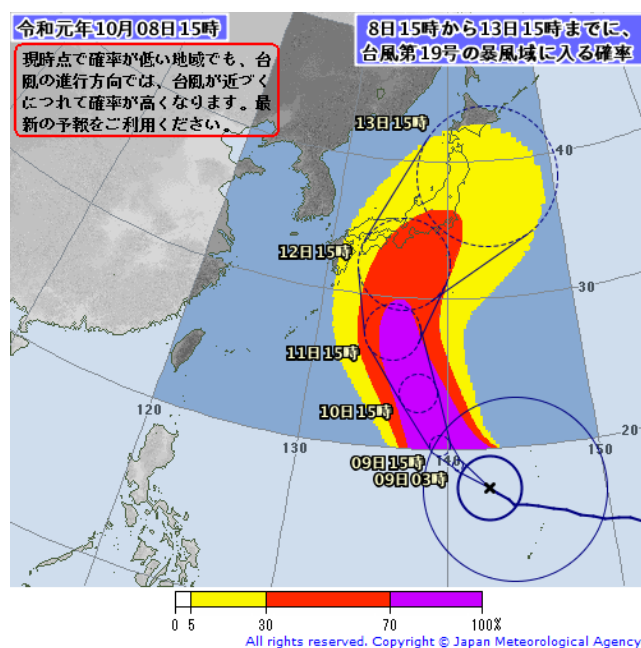 令和元年10月08日15時
8日15時から13日15時までに、
台風第19号の暴風域に入る確率
現時点で確率が低い地域でも、台
風の進行方向では、台風が近づく
につれて確率が高くなります。最
新の予報をご利用ください。
13日15時
40
12日15時
30
11日15時
10日15時
120
130
20
150
09日15時
140
09日03時
0 5 30 70 100%
All rights reserved. Copyright © Japan Meteorological Agency